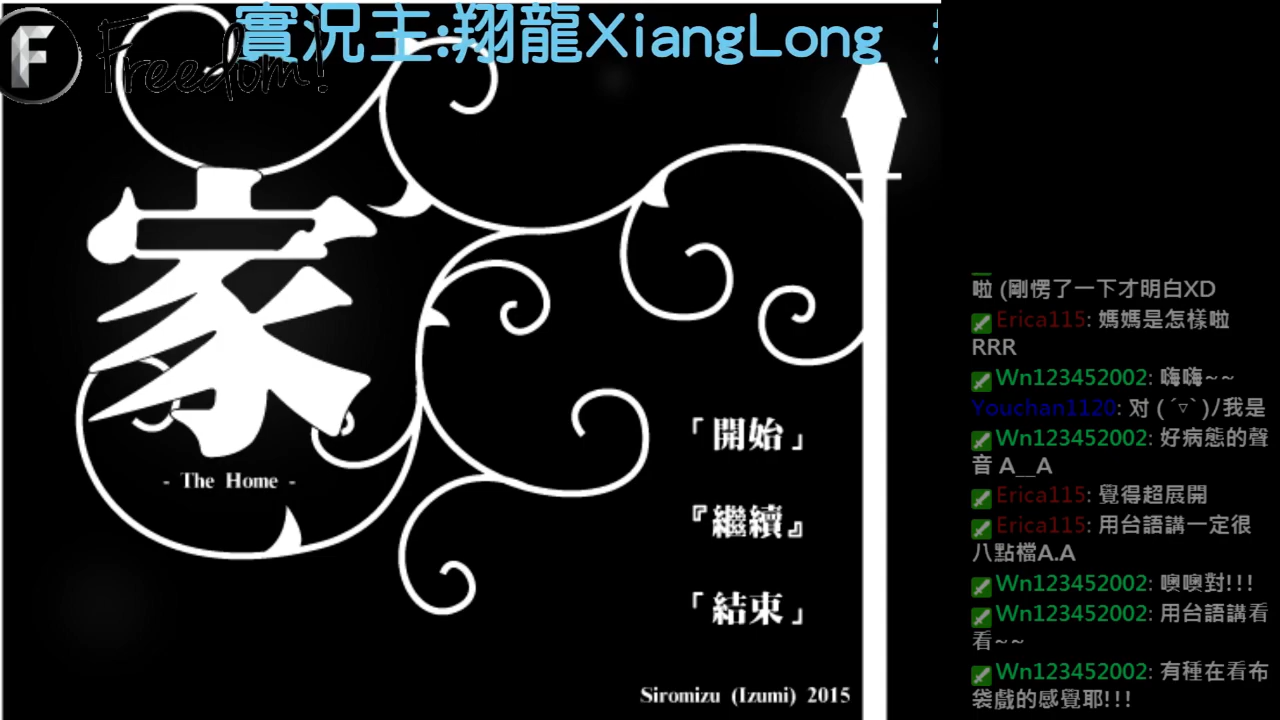 F Freedom!
實況主:翔龍XiangLong
家
- The Home -
「開始」
『繼續』
「結束」
Siromizu (Izumi) 2015
啦 (剛愣了一下才明白XD
Erica115: 媽媽是怎樣啦
RRR
Wn123452002: 嗨嗨~~
Youchan1120: 对 ( ´▿` )ﾉ我是
Wn123452002: 好病態的聲
音 A__A
Erica115: 覺得超展開
Erica115: 用台語講一定很
八點檔A.A
Wn123452002: 噢噢對!!!
Wn123452002: 用台語講看
看~~
Wn123452002: 有種在看布
袋戲的感覺耶!!!